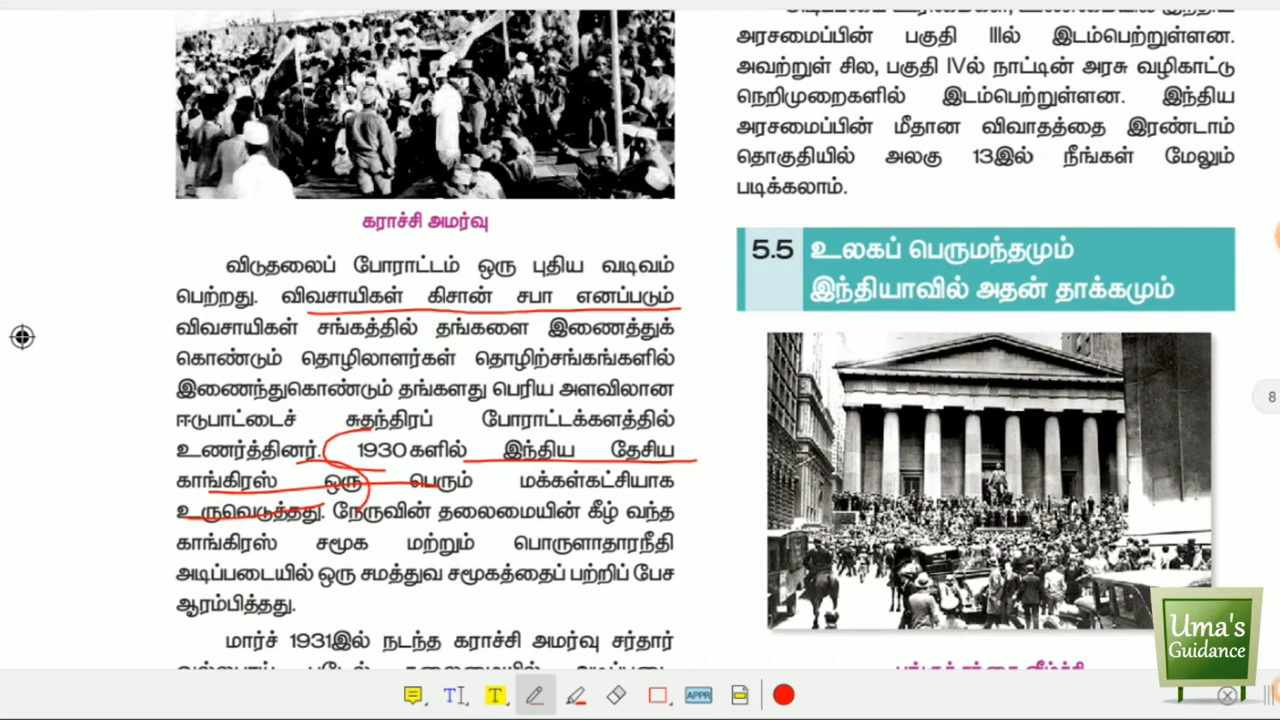 கராச்சி அமர்வு
விடுதலைப் போராட்டம் ஒரு புதிய வடிவம்
பெற்றது. விவசாயிகள் கிசான் சபா எனப்படும்
விவசாயிகள் சங்கத்தில் தங்களை இணைத்துக்
கொண்டும் தொழிலாளர்கள் தொழிற்சங்கங்களில்
இணைந்துகொண்டும் தங்களது பெரிய அளவிலான
ஈடுபாட்டைச் சுதந்திரப் போராட்டக்களத்தில்
உணர்த்தினர். 1930களில் இந்திய தேசிய
காங்கிரஸ் ஒரு பெரும் மக்கள்கட்சியாக
உருவெடுத்தது. நேருவின் தலைமையின் கீழ் வந்த
காங்கிரஸ் சமூக மற்றும் பொருளாதாரநீதி
அடிப்படையில் ஒரு சமத்துவ சமூகத்தைப் பற்றிப் பேச
ஆரம்பித்தது.
மார்ச் 1931இல் நடந்த கராச்சி அமர்வு சர்தார்
அரசமைப்பின் பகுதி IIIல் இடம்பெற்றுள்ளன.
அவற்றுள் சில, பகுதி IVல் நாட்டின் அரசு வழிகாட்டு
நெறிமுறைகளில் இடம்பெற்றுள்ளன. இந்திய
அரசமைப்பின் மீதான விவாதத்தை இரண்டாம்
தொகுதியில் அலகு 13இல் நீங்கள் மேலும்
படிக்கலாம்.
5.5 உலகப் பெருமந்தமும்
இந்தியாவில் அதன் தாக்கமும்
8
Uma's
Guidance
APPR